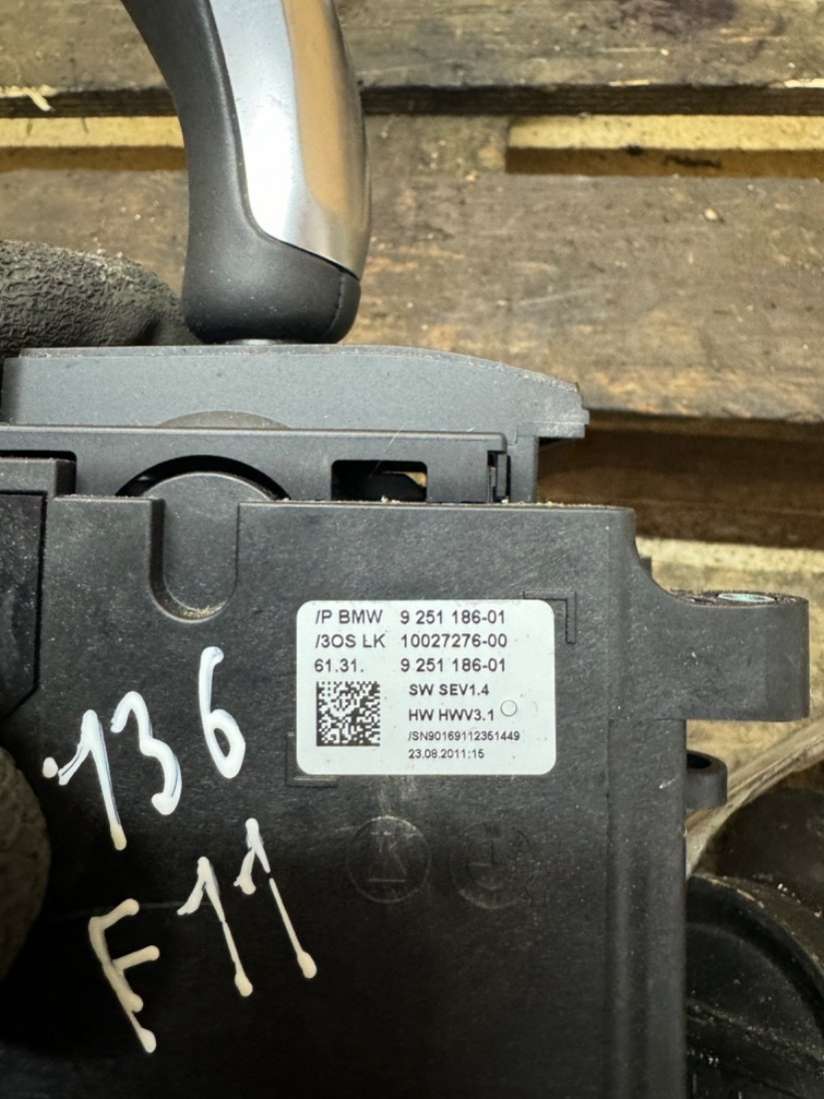 /P BMW 9 251 186-01
/3OS LK 10027276-00
61.31. 9 251 186-01
SW SEV1.4
HW HWV3.1
/SN90169112351449
23.08.2011:15
136
F11